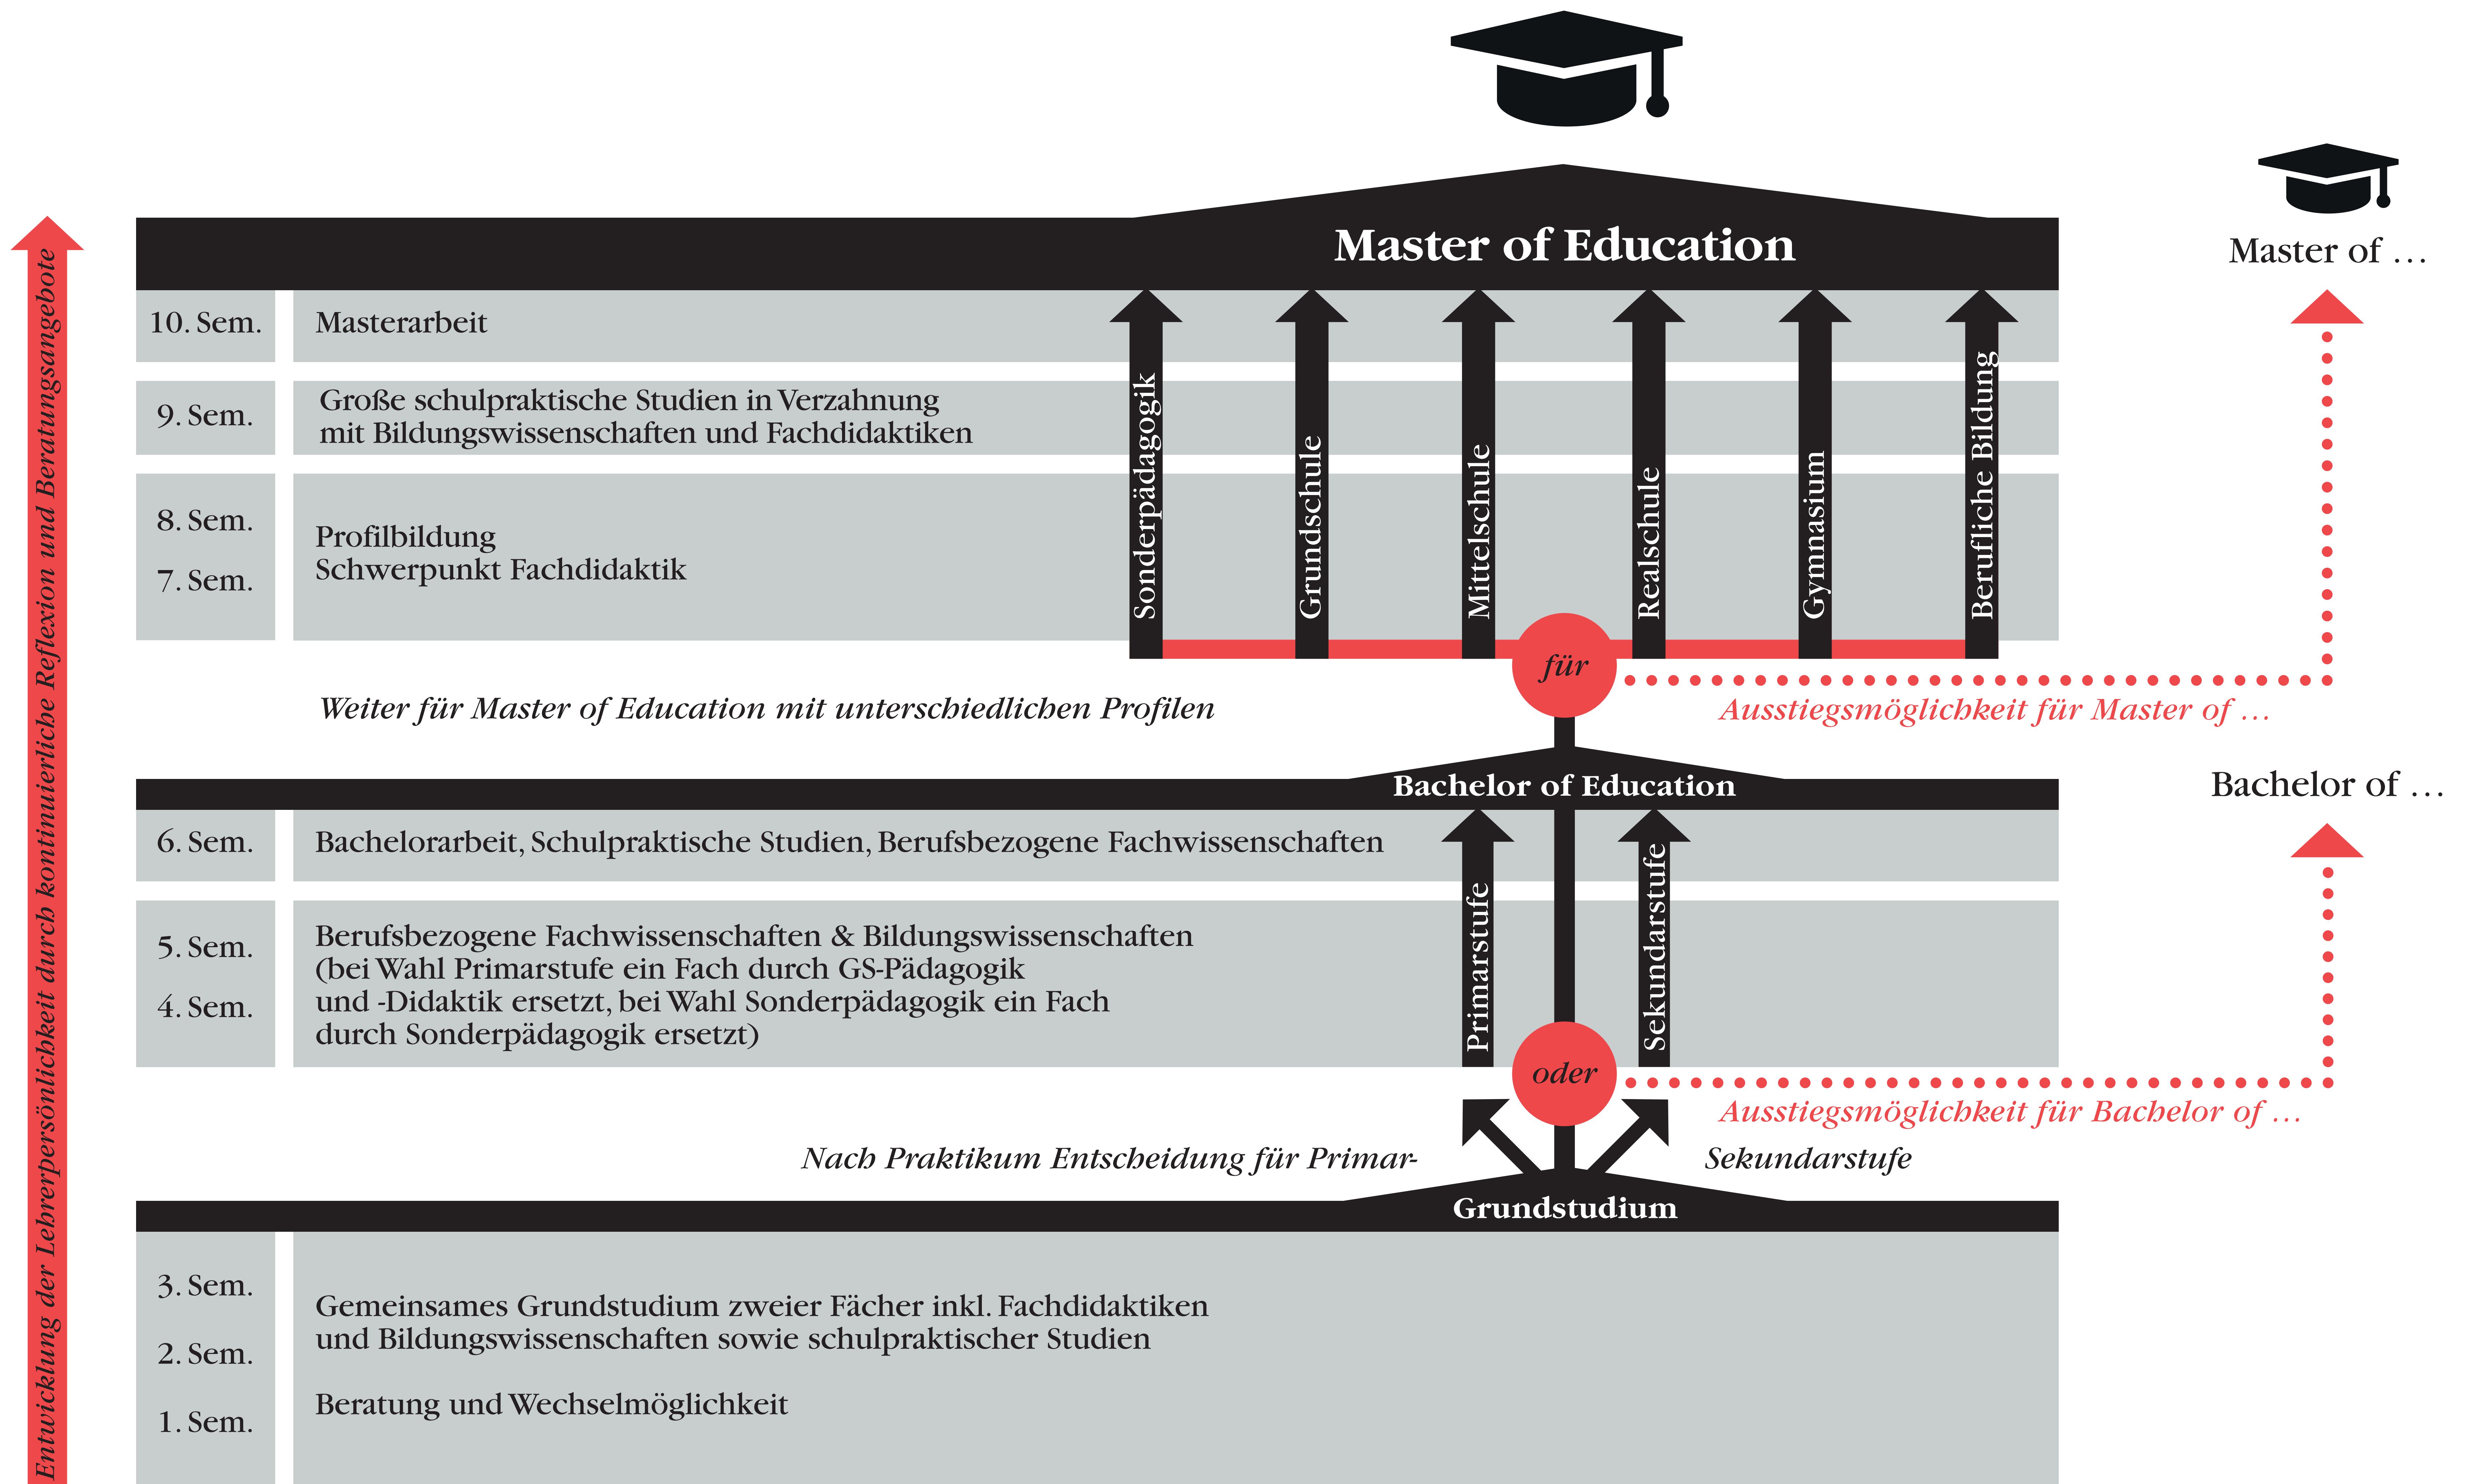 Master of …
Master of Education
10. Sem.
Masterarbeit
9. Sem.
Große schulpraktische Studien in Verzahnung
mit Bildungswissenschaften und Fachdidaktiken
8. Sem.
7. Sem.
Profilbildung
Schwerpunkt Fachdidaktik
Sonderpädagogik
Grundschule
Mittelschule
Realschule
Gymnasium
Berufliche Bildung
für
Weiter für Master of Education mit unterschiedlichen Profilen
Ausstiegsmöglichkeit für Master of …
Bachelor of Education
Bachelor of …
6. Sem.
Bachelorarbeit, Schulpraktische Studien, Berufsbezogene Fachwissenschaften
5. Sem.
4. Sem.
Berufsbezogene Fachwissenschaften & Bildungswissenschaften
(bei Wahl Primarstufe ein Fach durch GS-Pädagogik
und -Didaktik ersetzt, bei Wahl Sonderpädagogik ein Fach
durch Sonderpädagogik ersetzt)
Primarstufe
Sekundarstufe
oder
Ausstiegsmöglichkeit für Bachelor of …
Nach Praktikum Entscheidung für Primar-
Sekundarstufe
Grundstudium
3. Sem.
2. Sem.
1. Sem.
Gemeinsames Grundstudium zweier Fächer inkl. Fachdidaktiken
und Bildungswissenschaften sowie schulpraktischer Studien
Beratung und Wechselmöglichkeit
Entwicklung der Lehrerpersönlichkeit durch kontinuierliche Reflexion und Beratungsangebote